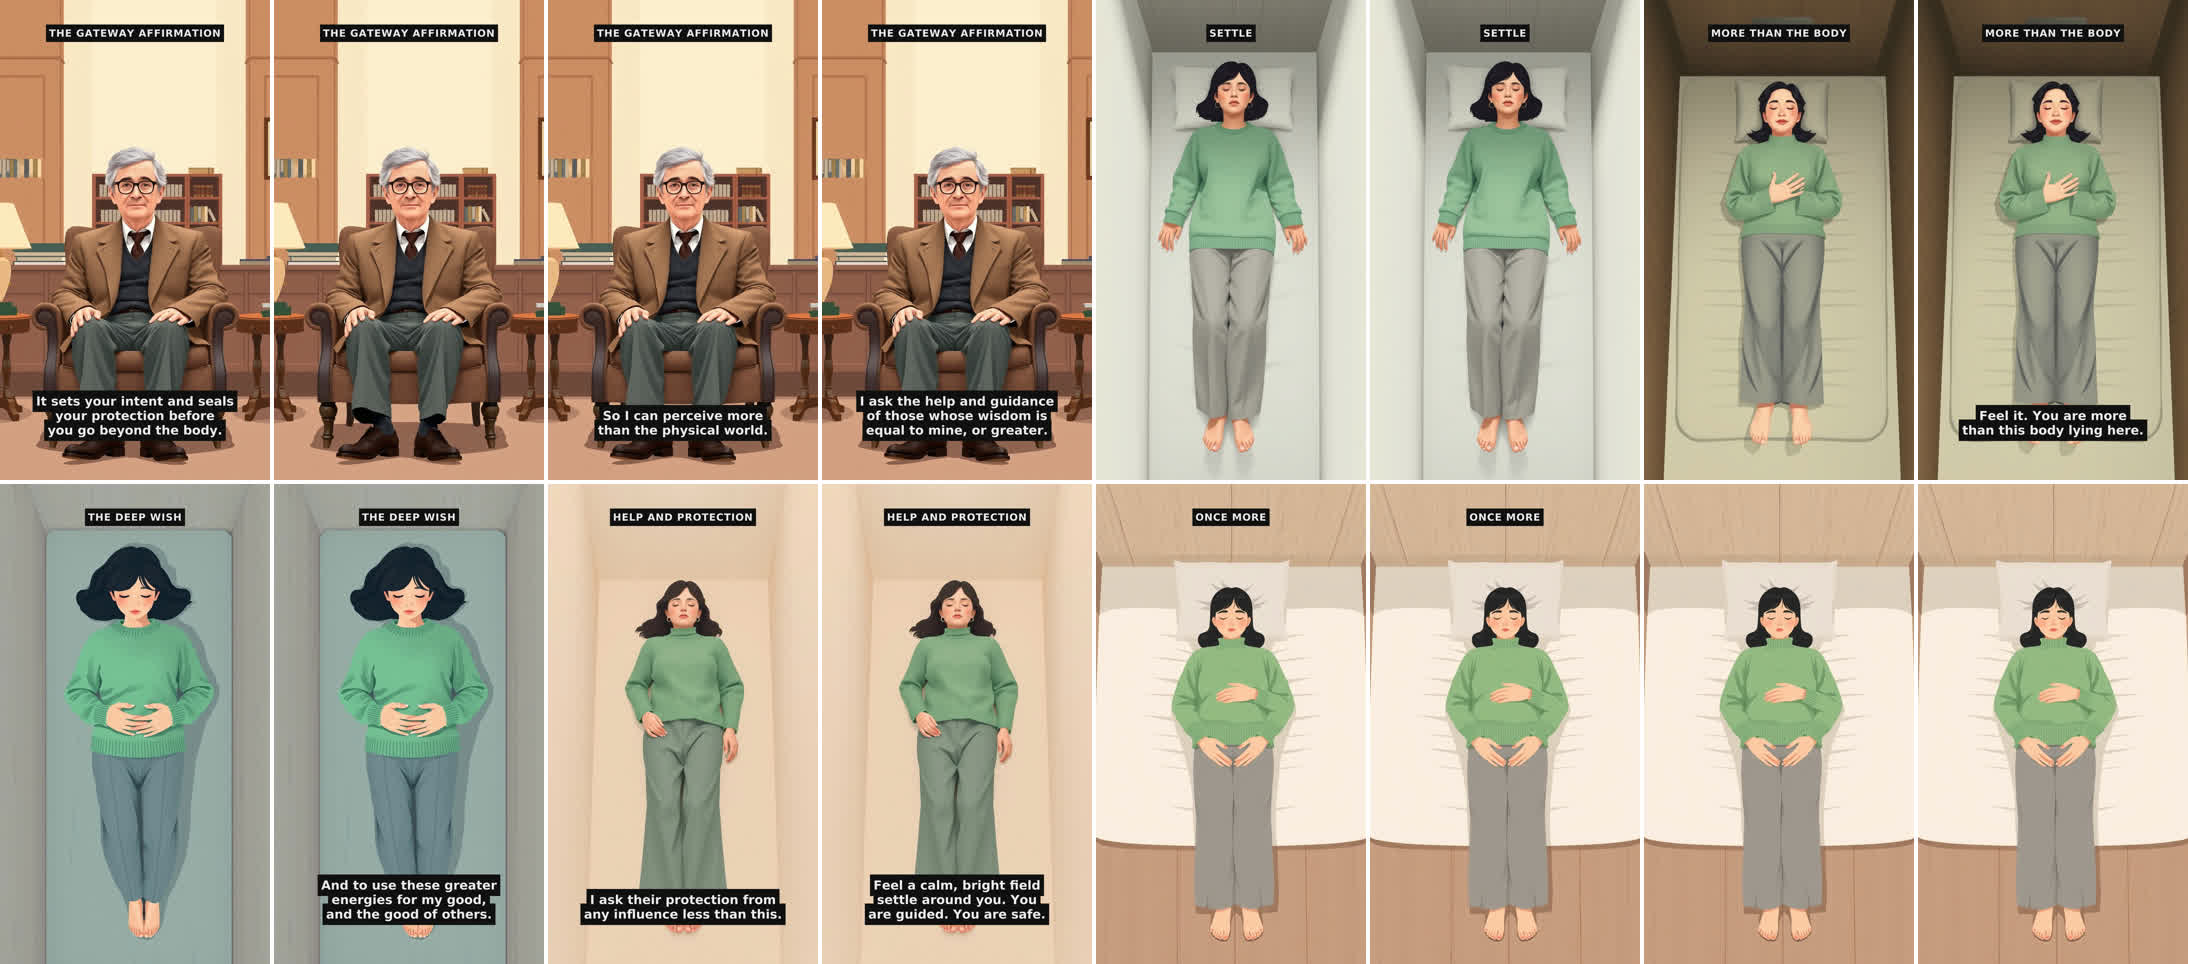 THE GATEWAY AFFIRMATION
It sets your intent and seals
your protection before
you go beyond the body.
THE GATEWAY AFFIRMATION
THE GATEWAY AFFIRMATION
So I can perceive more
than the physical world.
THE GATEWAY AFFIRMATION
I ask the help and guidance
of those whose wisdom is
equal to mine, or greater.
SETTLE
SETTLE
MORE THAN THE BODY
MORE THAN THE BODY
Feel it. You are more
than this body lying here.
THE DEEP WISH
THE DEEP WISH
And to use these greater
energies for my good,
and the good of others.
HELP AND PROTECTION
I ask their protection from
any influence less than this.
HELP AND PROTECTION
Feel a calm, bright field
settle around you. You
are guided. You are safe.
ONCE MORE
ONCE MORE